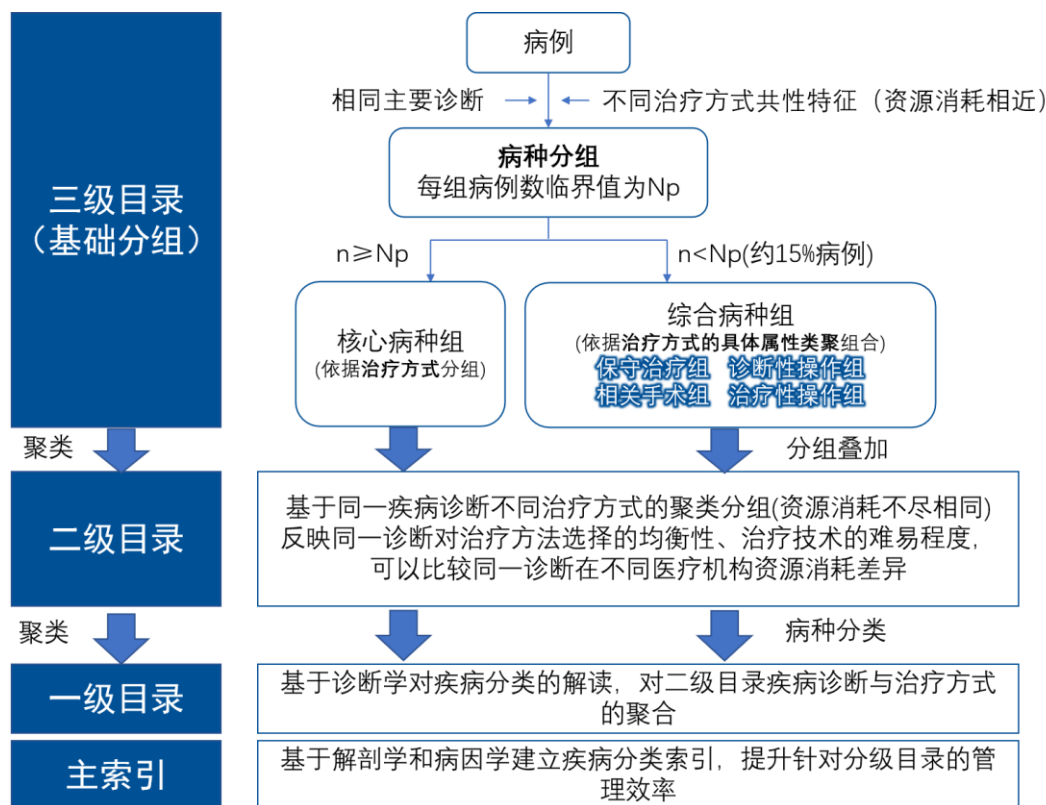 病例
相同主要诊断
不同治疗方式共性特征（资源消耗相近）
三级目录
（基础分组）
病种分组
每组病例数临界值为Np
n≥Np
n<Np(约15%病例)
核心病种组
(依据治疗方式分组)
综合病种组
(依据治疗方式的具体属性类聚组合)
保守治疗组 诊断性操作组
相关手术组 治疗性操作组
聚类
分组叠加
二级目录
基于同一疾病诊断不同治疗方式的聚类分组(资源消耗不尽相同)
反映同一诊断对治疗方法选择的均衡性、治疗技术的难易程度，
可以比较同一诊断在不同医疗机构资源消耗差异
聚类
病种分类
一级目录
基于诊断学对疾病分类的解读，对二级目录疾病诊断与治疗方式
的聚合
主索引
基于解剖学和病因学建立疾病分类索引，提升针对分级目录的管
理效率